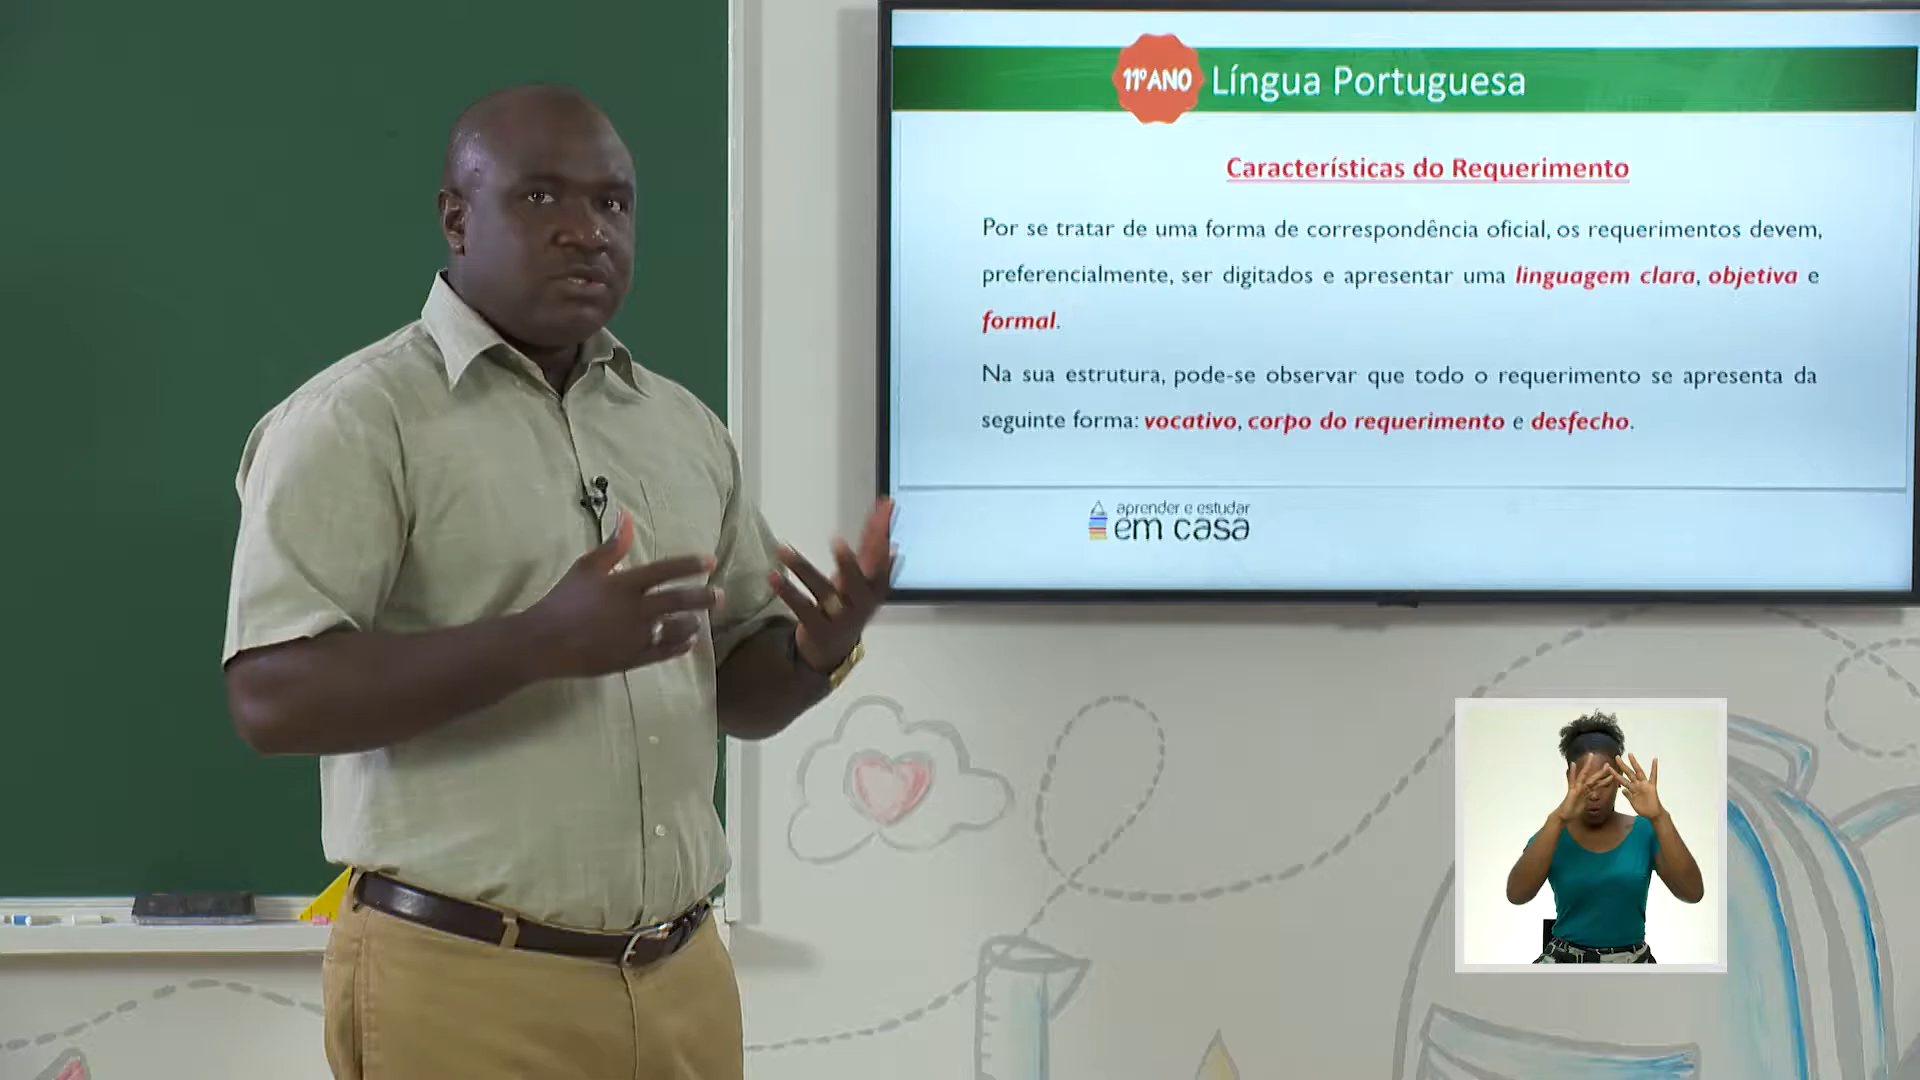 11ºANO Língua Portuguesa
Características do Requerimento
Por se tratar de uma forma de correspondência oficial, os requerimentos devem,
preferencialmente, ser digitados e apresentar uma linguagem clara, objetiva e
formal.
Na sua estrutura, pode-se observar que todo o requerimento se apresenta da
seguinte forma: vocativo, corpo do requerimento e desfecho.
aprender e estudar
em casa